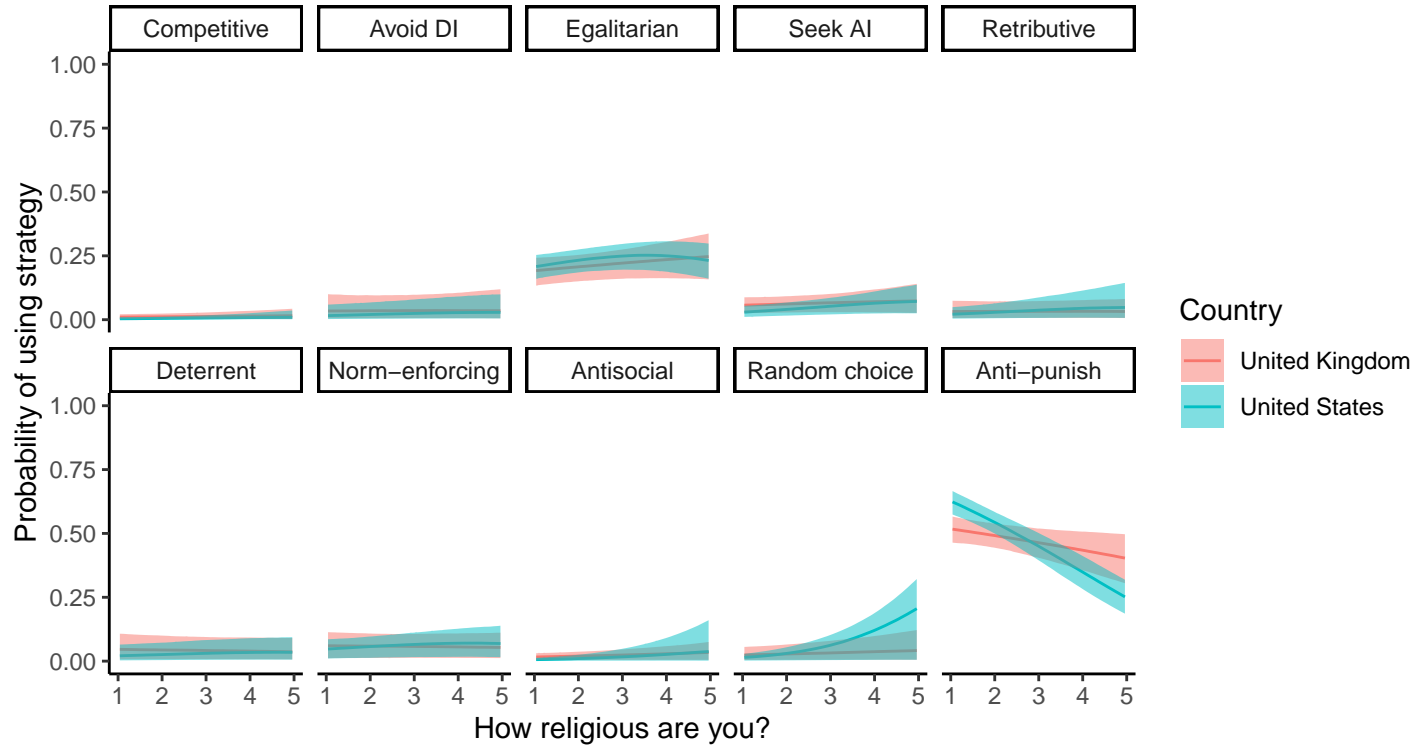 Competitive
Avoid DI
Egalitarian
Seek AI
Retributive
1.00
0.75
0.50
0.25
0.00
Deterrent
Norm−enforcing
Antisocial
Random choice
Anti−punish
1.00
0.75
0.50
0.25
0.00
1 2 3 4 5
1 2 3 4 5
1 2 3 4 5
1 2 3 4 5
1 2 3 4 5
How religious are you?
Probability of using strategy
Country
United Kingdom
United States